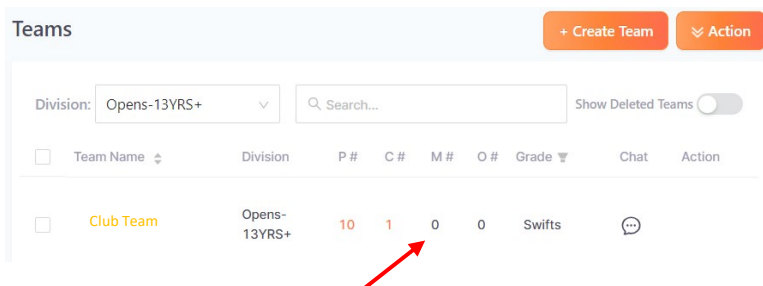 Teams
+ Create Team
Action
Division: Opens-13YRS+
Search...
Show Deleted Teams
Team Name Division P # C # M # O # Grade Chat Action
Club Team Opens-13YRS+ 10 1 0 0 Swifts